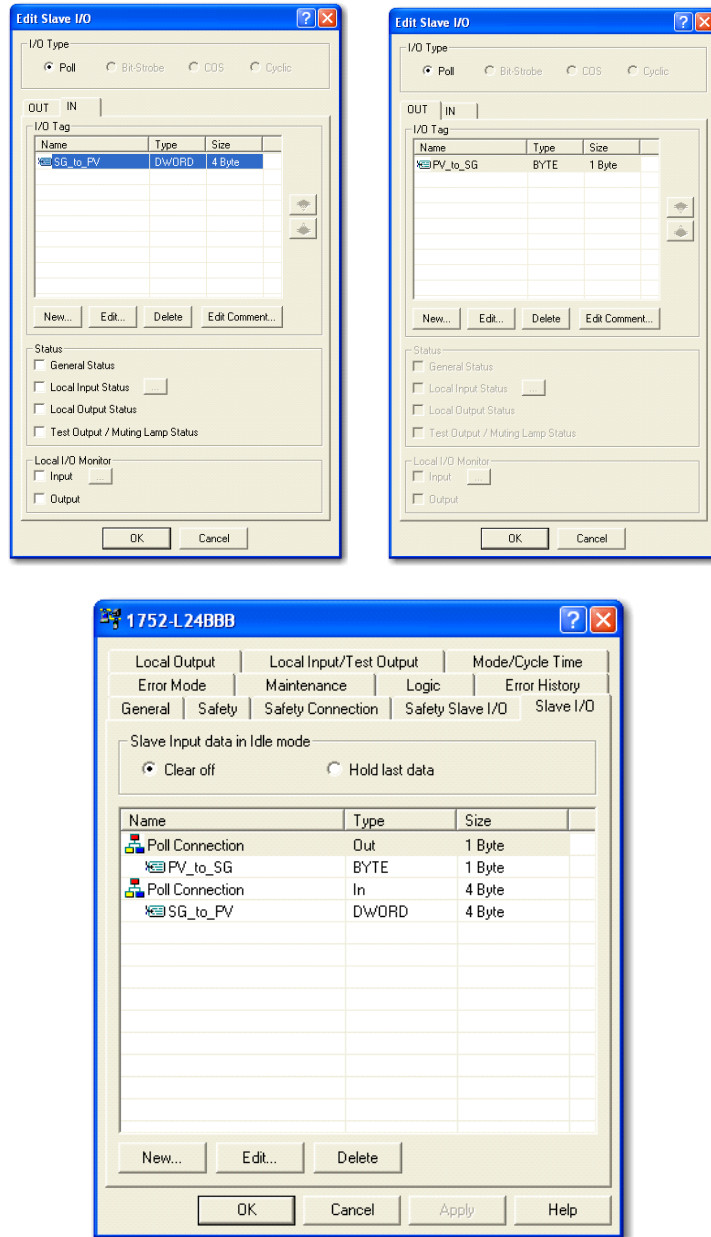 Edit Slave I/O
I/O Type
Poll Bit-Strobe COS Cyclic
OUT IN
I/O Tag
Name Type Size
SG_to_PV DWORD 4 Byte
New... Edit... Delete Edit Comment...
Status
General Status
Local Input Status ...
Local Output Status
Test Output / Muting Lamp Status
Local I/O Monitor
Input ...
Output
OK Cancel
Edit Slave I/O
I/O Type
Poll Bit-Strobe COS Cyclic
OUT IN
I/O Tag
Name Type Size
PV_to_SG BYTE 1 Byte
New... Edit... Delete Edit Comment...
Status
General Status
Local Input Status ...
Local Output Status
Test Output / Muting Lamp Status
Local I/O Monitor
Input ...
Output
OK Cancel
1752-L24BBB
Local Output Local Input/Test Output Mode/Cycle Time
Error Mode Maintenance Logic Error History
General Safety Safety Connection Safety Slave I/O Slave I/O
Slave Input data in Idle mode
Clear off Hold last data
Name Type Size
Poll Connection Out 1 Byte
PV_to_SG BYTE 1 Byte
Poll Connection In 4 Byte
SG_to_PV DWORD 4 Byte
New... Edit... Delete
OK Cancel Apply Help